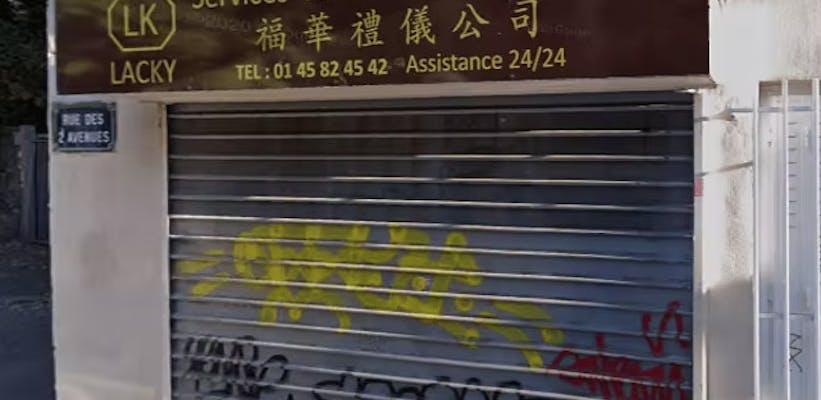 Services
LK
福華禮儀公司
LACKY
TEL : 01 45 82 45 42 Assistance 24/24
RUE DES
2 AVENUES